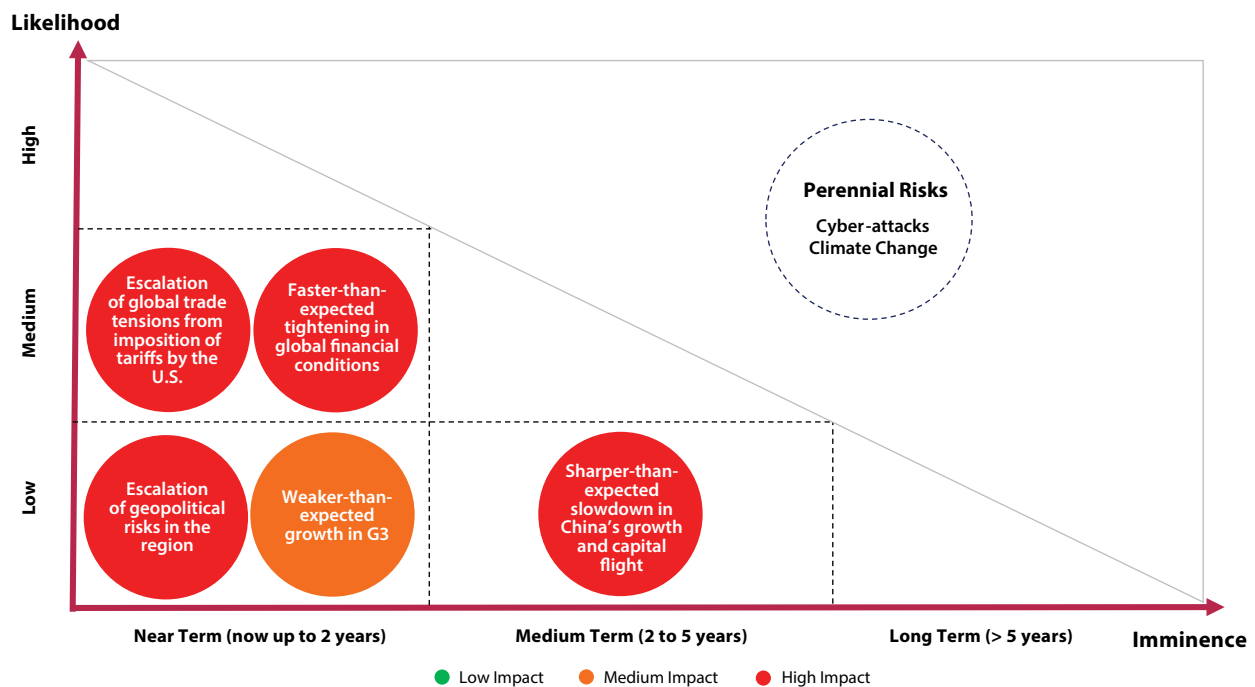 Likelihood
High
Perennial Risks
Cyber-attacks
Climate Change
Medium
Escalation
of global trade
tensions from
imposition of
tariffs by the
U.S.
Faster-than-
expected
tightening in
global financial
conditions
Low
Escalation
of geopolitical
risks in the
region
Weaker-than-
expected
growth in G3
Sharper-than-
expected
slowdown in
China's growth
and capital
flight
Near Term (now up to 2 years)
Medium Term (2 to 5 years)
Long Term (> 5 years)
Imminence
Low Impact
Medium Impact
High Impact